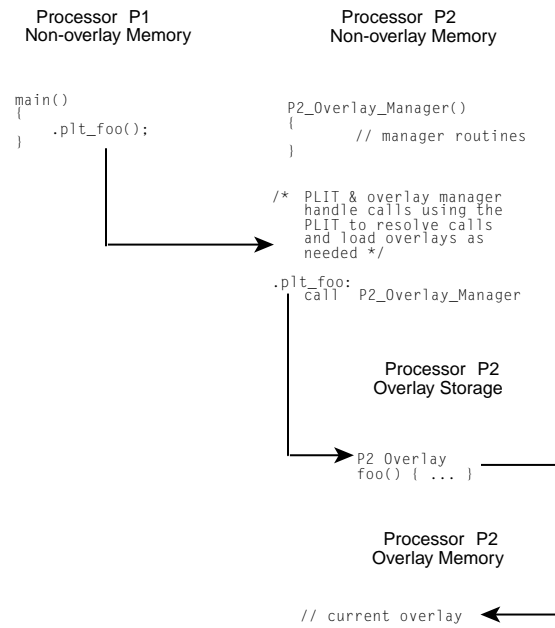 Processor P1
Non-overlay Memory
Processor P2
Non-overlay Memory
main()
{
.plt_foo();
}
P2_Overlay_Manager()
{
// manager routines
}
/* PLIT & overlay manager
handle calls using the
PLIT to resolve calls
and load overlays as
needed */
.plt_foo:
call P2_Overlay_Manager
Processor P2
Overlay Storage
P2 Overlay
foo() { ... }
Processor P2
Overlay Memory
// current overlay